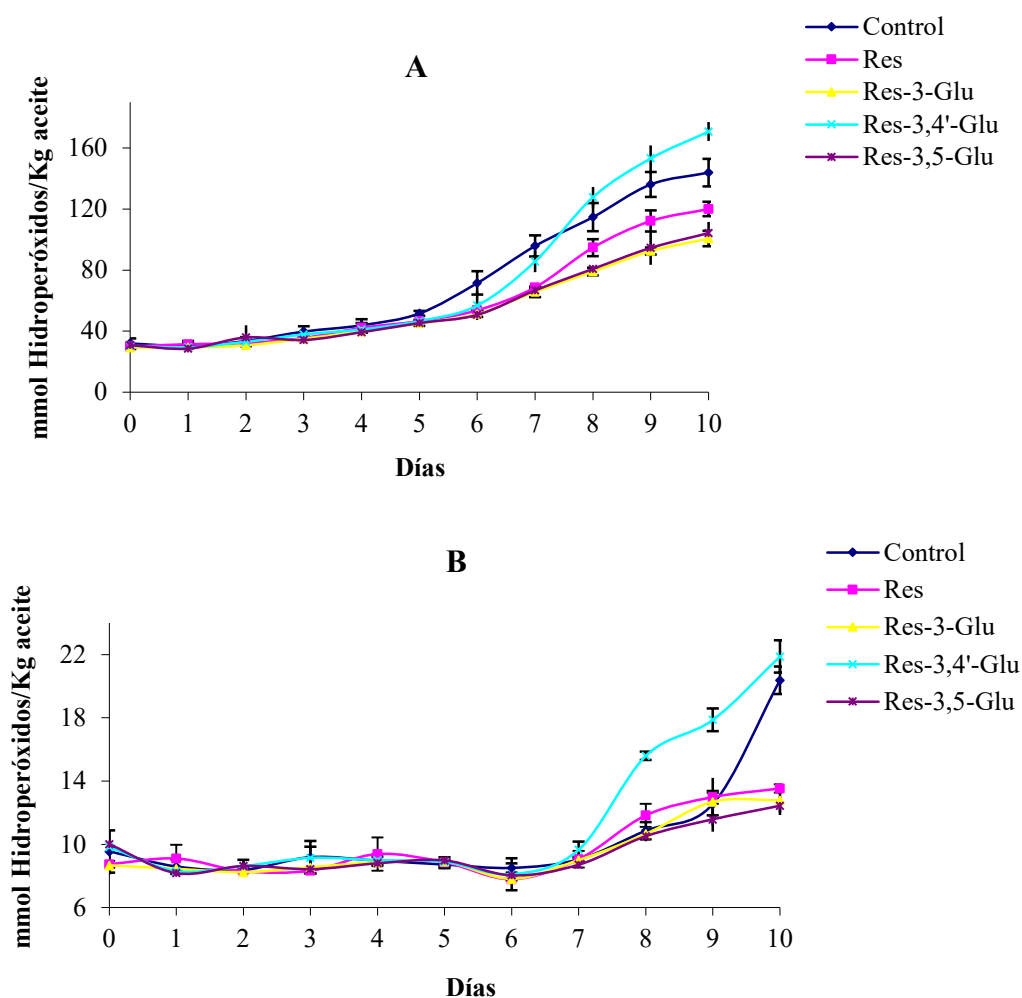 A
Control
Res
Res-3-Glu
Res-3,4'-Glu
Res-3,5-Glu
mmol Hidroperóxidos/Kg aceite
160
120
80
40
0
0 1 2 3 4 5 6 7 8 9 10
Días
B
Control
Res
Res-3-Glu
Res-3,4'-Glu
Res-3,5-Glu
mmol Hidroperóxidos/Kg aceite
22
18
14
10
6
0 1 2 3 4 5 6 7 8 9 10
Días